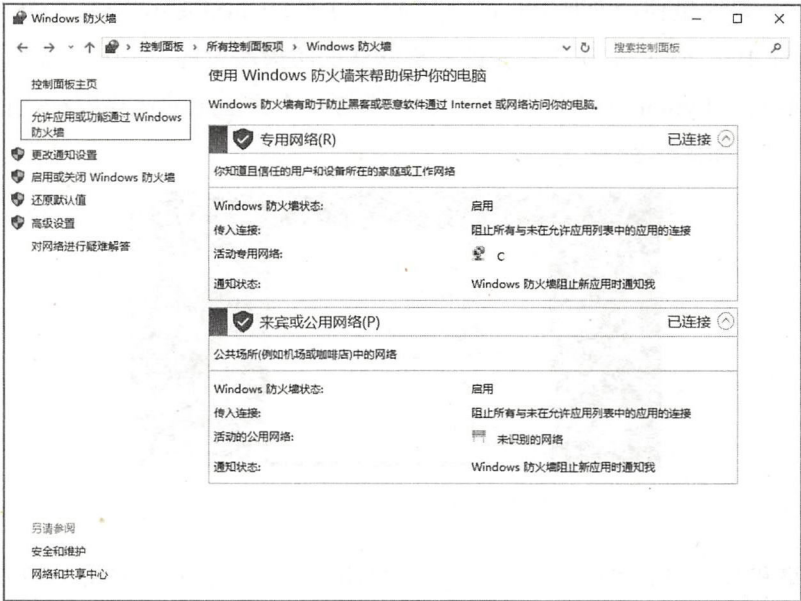 Windows 防火墙
控制面板 › 所有控制面板项 › Windows 防火墙
搜索控制面板
控制面板主页
允许应用或功能通过 Windows
防火墙
更改通知设置
启用或关闭 Windows 防火墙
还原默认值
高级设置
对网络进行疑难解答
使用 Windows 防火墙来帮助保护你的电脑
Windows 防火墙有助于防止黑客或恶意软件通过 Internet 或网络访问你的电脑。
专用网络(R) 已连接
你知道且信任的用户和设备所在的家庭或工作网络
Windows 防火墙状态: 启用
传入连接: 阻止所有与未在允许应用列表中的应用的连接
活动专用网络: C
通知状态: Windows 防火墙阻止新应用时通知我
来宾或公用网络(P) 已连接
公共场所(例如机场或咖啡店)中的网络
Windows 防火墙状态: 启用
传入连接: 阻止所有与未在允许应用列表中的应用的连接
活动的公用网络: 未识别的网络
通知状态: Windows 防火墙阻止新应用时通知我
另请参阅
安全和维护
网络和共享中心